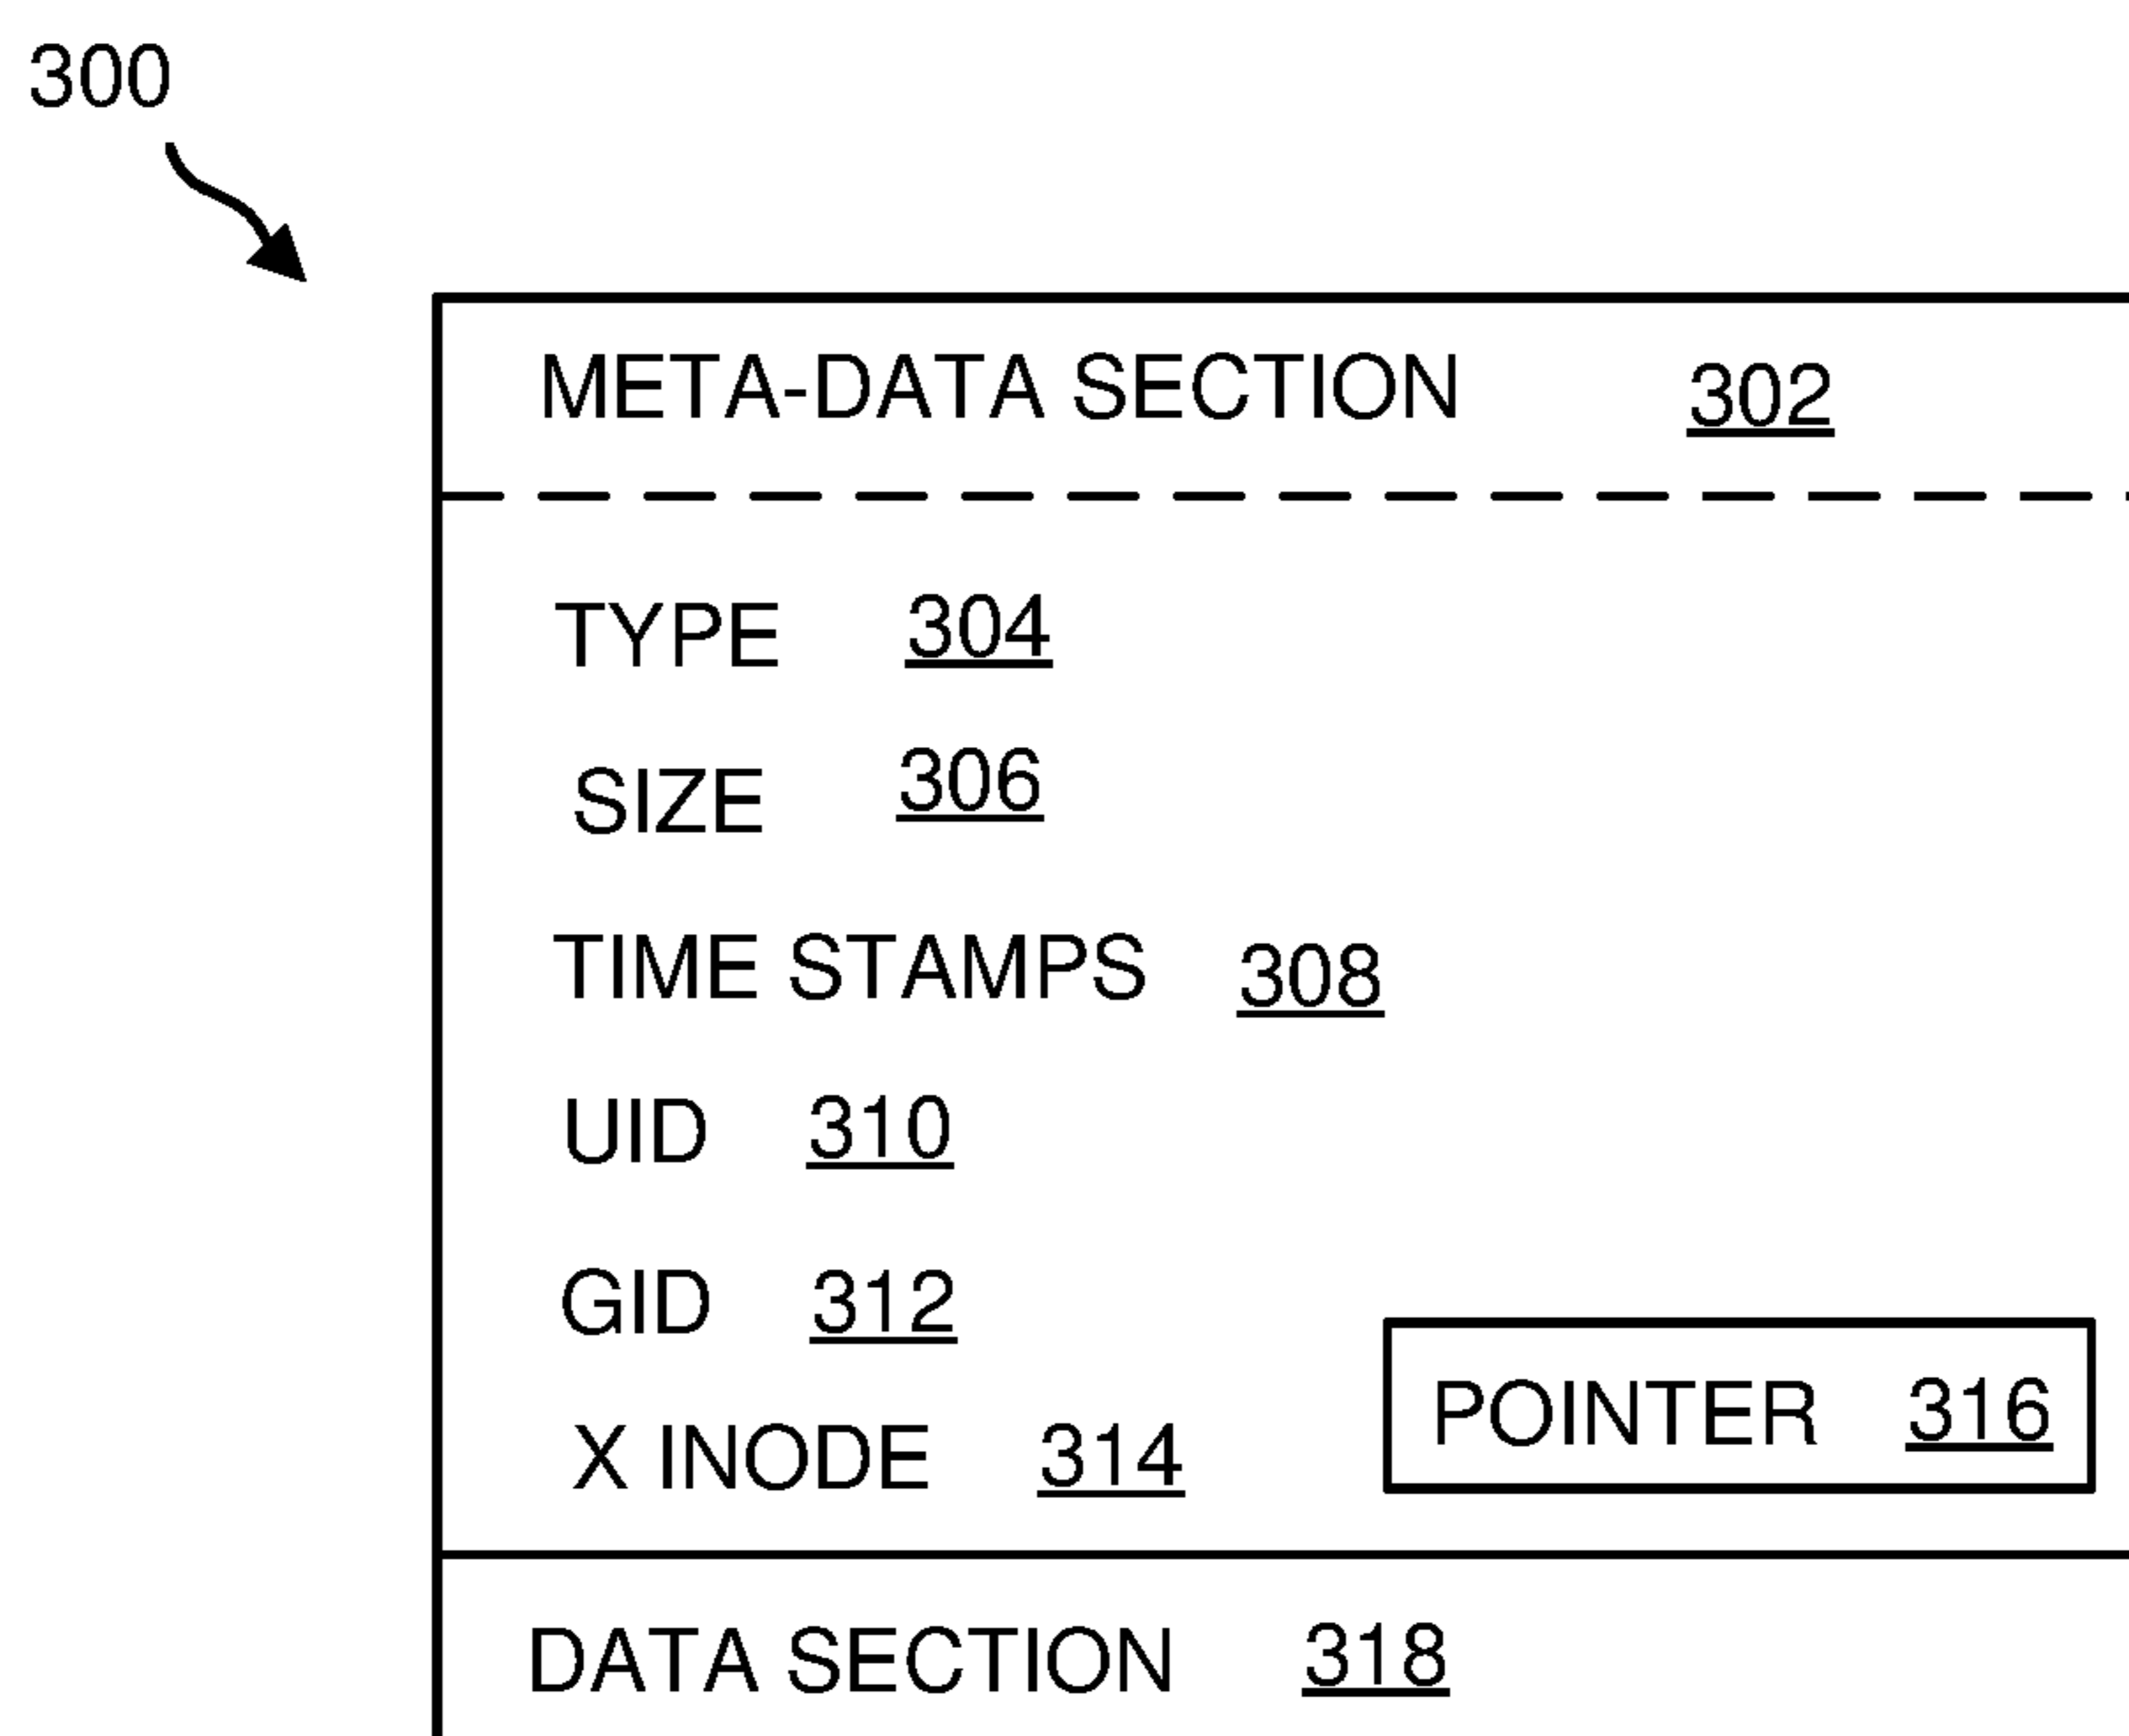 300
META-DATA SECTION 302
TYPE 304
SIZE 306
TIME STAMPS 308
UID 310
GID 312
X INODE 314
POINTER 316
DATA SECTION 318